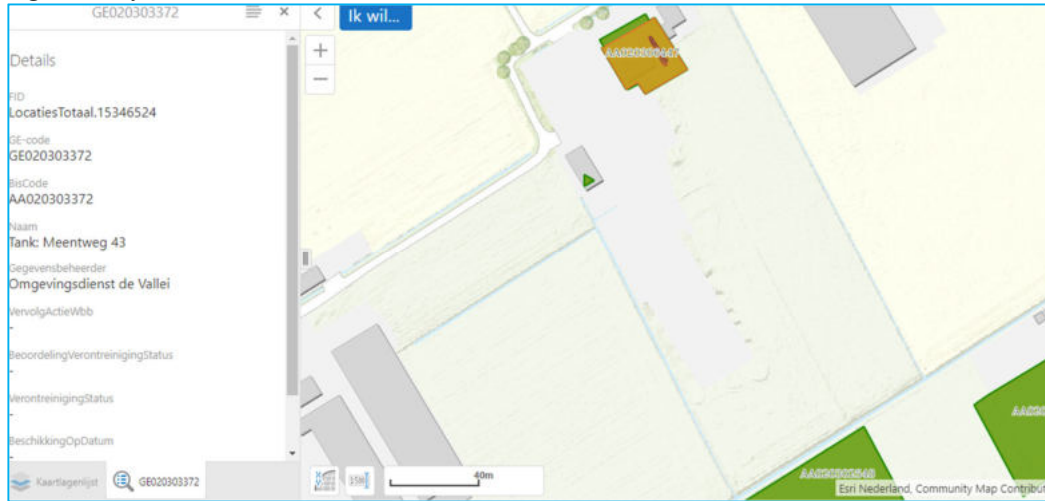 GE020303372
Details
FID
LocatiesTotaal.15346524
GE-code
GE020303372
BisCode
AA020303372
Naam
Tank: Meentweg 43
Gegevensbeheerder
Omgevingsdienst de Vallei
VervolgActieWbb
-
BeoordelingVerontreinigingStatus
-
VerontreinigingStatus
-
BeschikkingOpDatum
-
Kaartlagenlijst
GE020303372
Ik wil...
+
−
15m
40m
Esri Nederland, Community Map Contribut